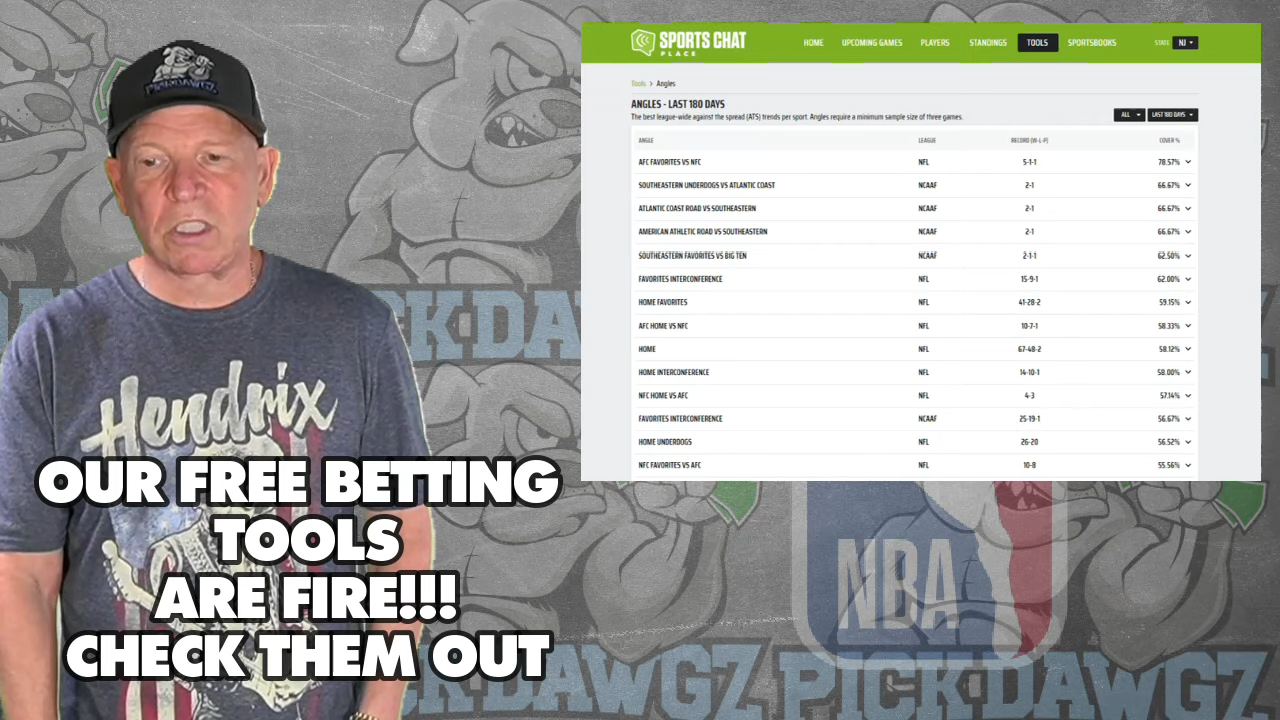 PICKDAWGZ
Hendrix
OUR FREE BETTING
TOOLS
ARE FIRE!!!
CHECK THEM OUT
SPORTS CHAT
PLACE
HOME UPCOMING GAMES PLAYERS STANDINGS TOOLS SPORTSBOOKS STATE NJ
Tools > Angles
ANGLES - LAST 180 DAYS
The best league-wide against the spread (ATS) trends per sport. Angles require a minimum sample size of three games.
ALL LAST 180 DAYS
ANGLE LEAGUE RECORD (W-L-P) COVER %
AFC FAVORITES VS NFC NFL 5-1-1 78.57%
SOUTHEASTERN UNDERDOGS VS ATLANTIC COAST NCAAF 2-1 66.67%
ATLANTIC COAST ROAD VS SOUTHEASTERN NCAAF 2-1 66.67%
AMERICAN ATHLETIC ROAD VS SOUTHEASTERN NCAAF 2-1 66.67%
SOUTHEASTERN FAVORITES VS BIG TEN NCAAF 2-1-1 62.50%
FAVORITES INTERCONFERENCE NFL 15-9-1 62.00%
HOME FAVORITES NFL 41-28-2 59.15%
AFC HOME VS NFC NFL 10-7-1 58.33%
HOME NFL 67-48-2 58.12%
HOME INTERCONFERENCE NFL 14-10-1 58.00%
NFC HOME VS AFC NFL 4-3 57.14%
FAVORITES INTERCONFERENCE NCAAF 25-19-1 56.67%
HOME UNDERDOGS NFL 26-20 56.52%
NFC FAVORITES VS AFC NFL 10-8 55.56%
NBA
PICKDAWGZ PICKDAWGZ